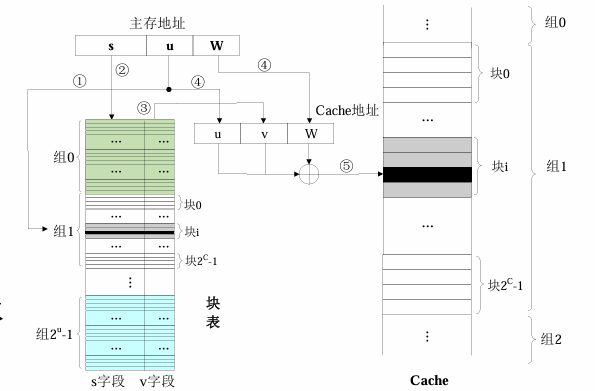 主存地址
s u W
① ② ④ ④
③
Cache地址
u v W
⑤
组0
...
...
组1
块0
...
块i
...
块2^C-1
⋮
组2^u-1
...
...
块表
s字段 v字段
⋮
组0
块0
...
块i
组1
...
块2^C-1
⋮
组2
Cache